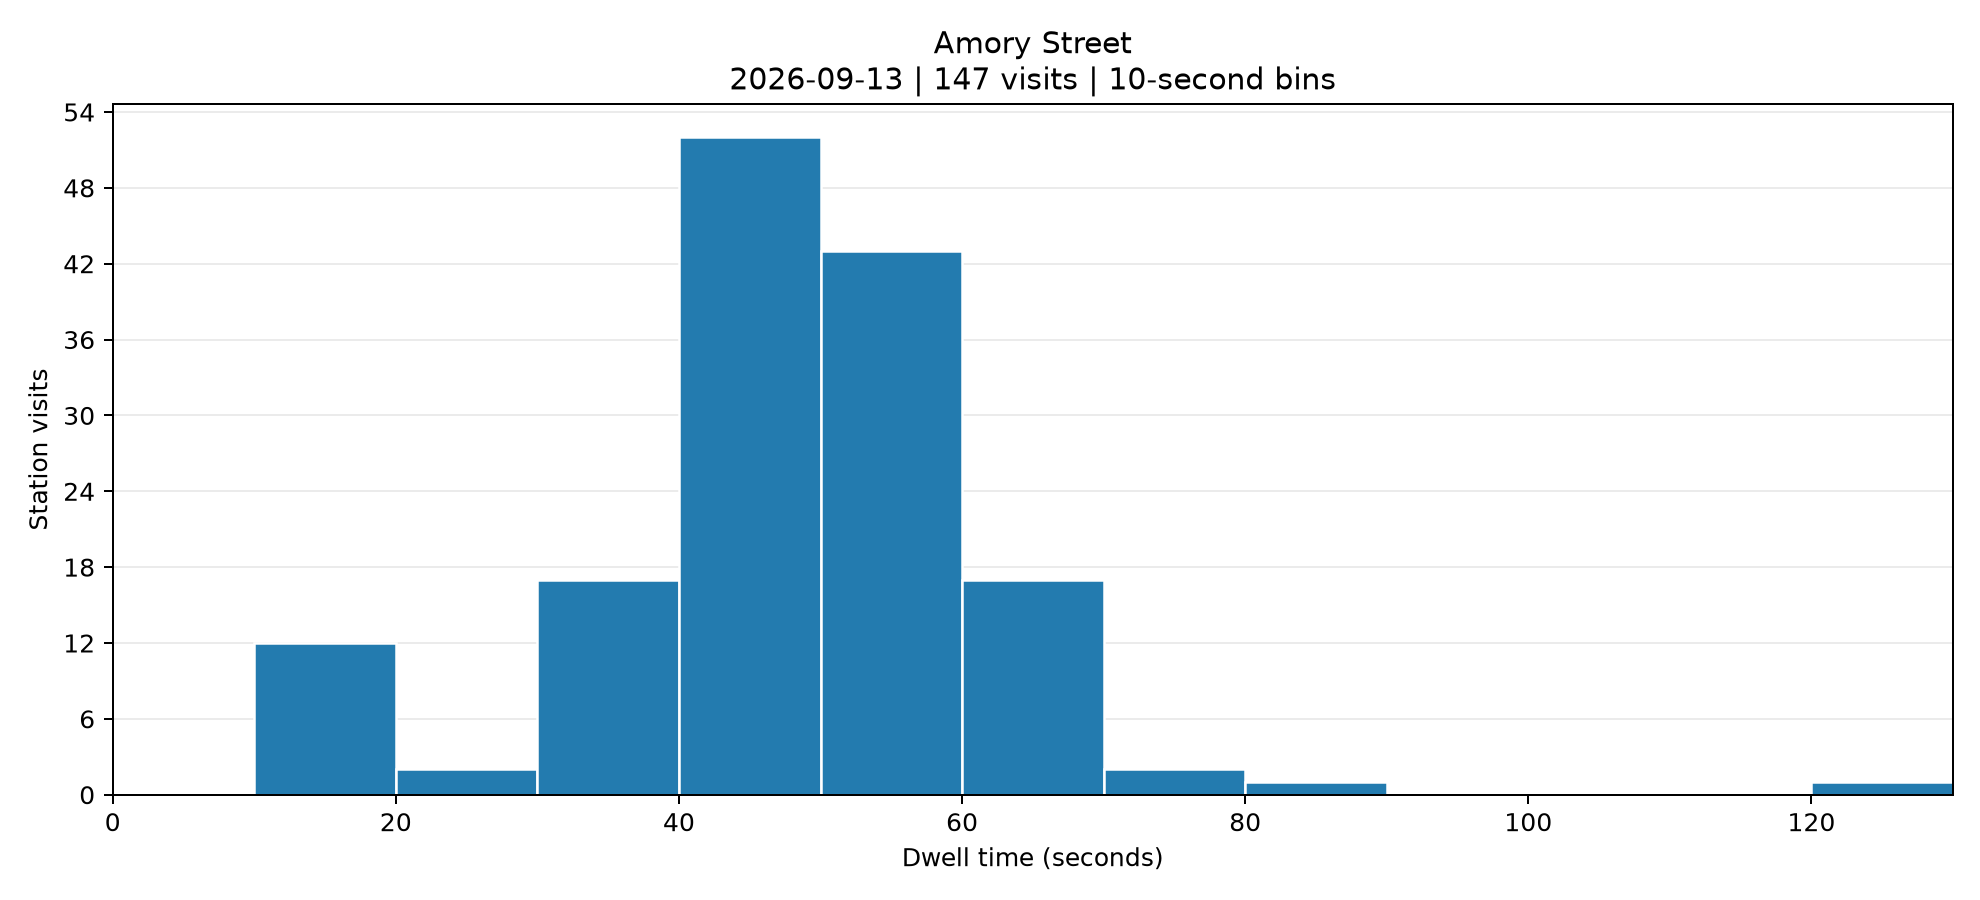 Amory Street
2026-09-13 | 147 visits | 10-second bins
54
48
42
36
30
24
18
12
6
0
Station visits
0 20 40 60 80 100 120
Dwell time (seconds)